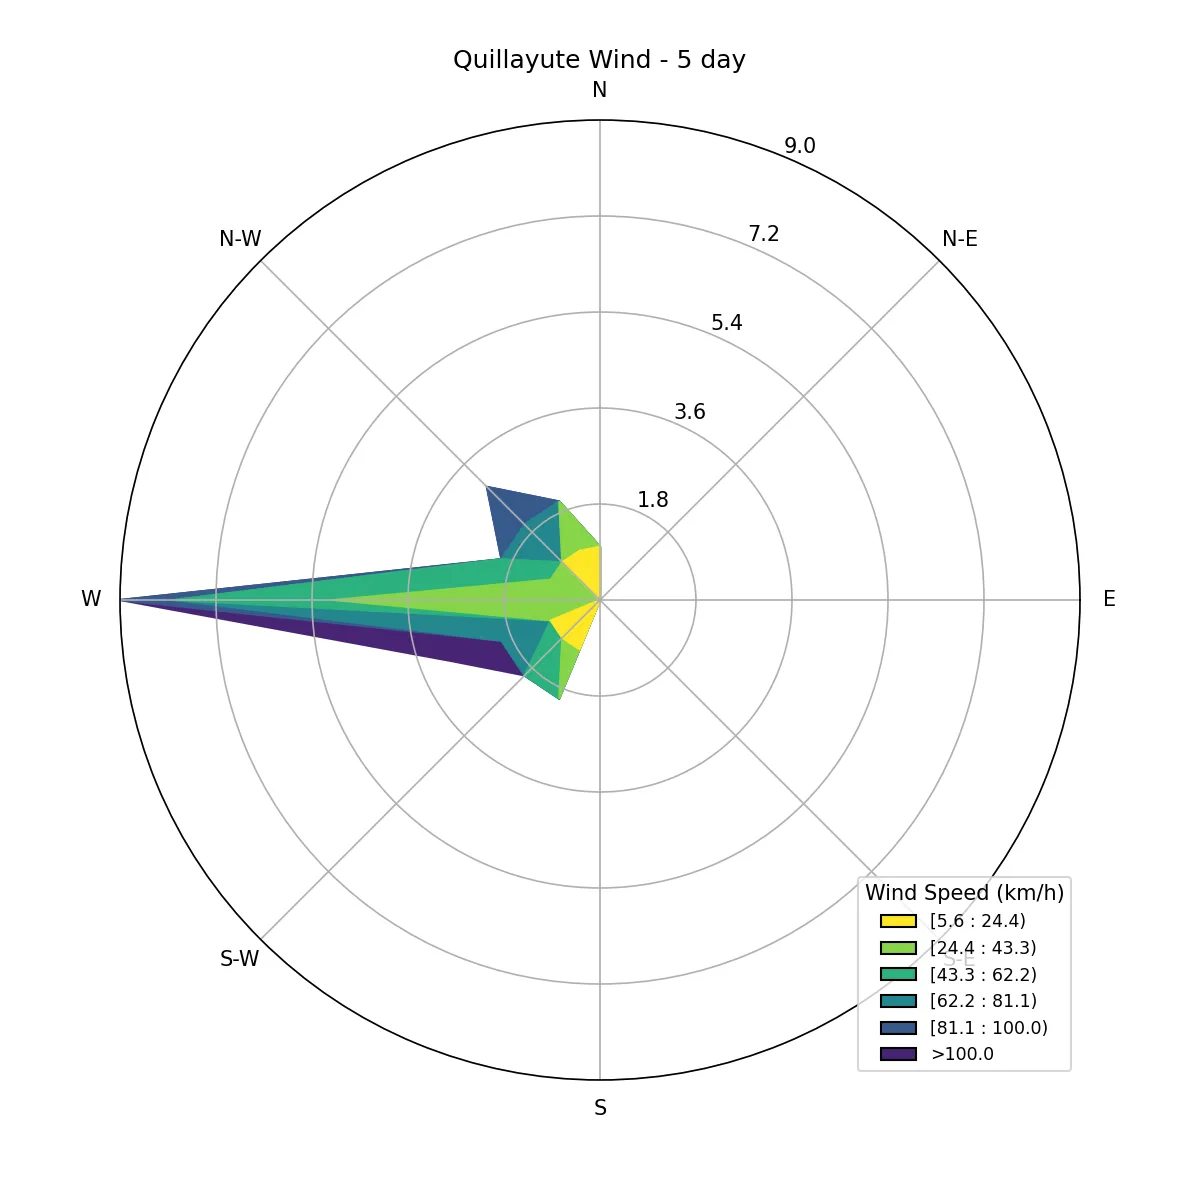 Quillayute Wind - 5 day
N
9.0
N-W
7.2
N-E
5.4
3.6
1.8
W
E
S-W
S-E
S
Wind Speed (km/h)
[5.6 : 24.4)
[24.4 : 43.3)
[43.3 : 62.2)
[62.2 : 81.1)
[81.1 : 100.0)
>100.0